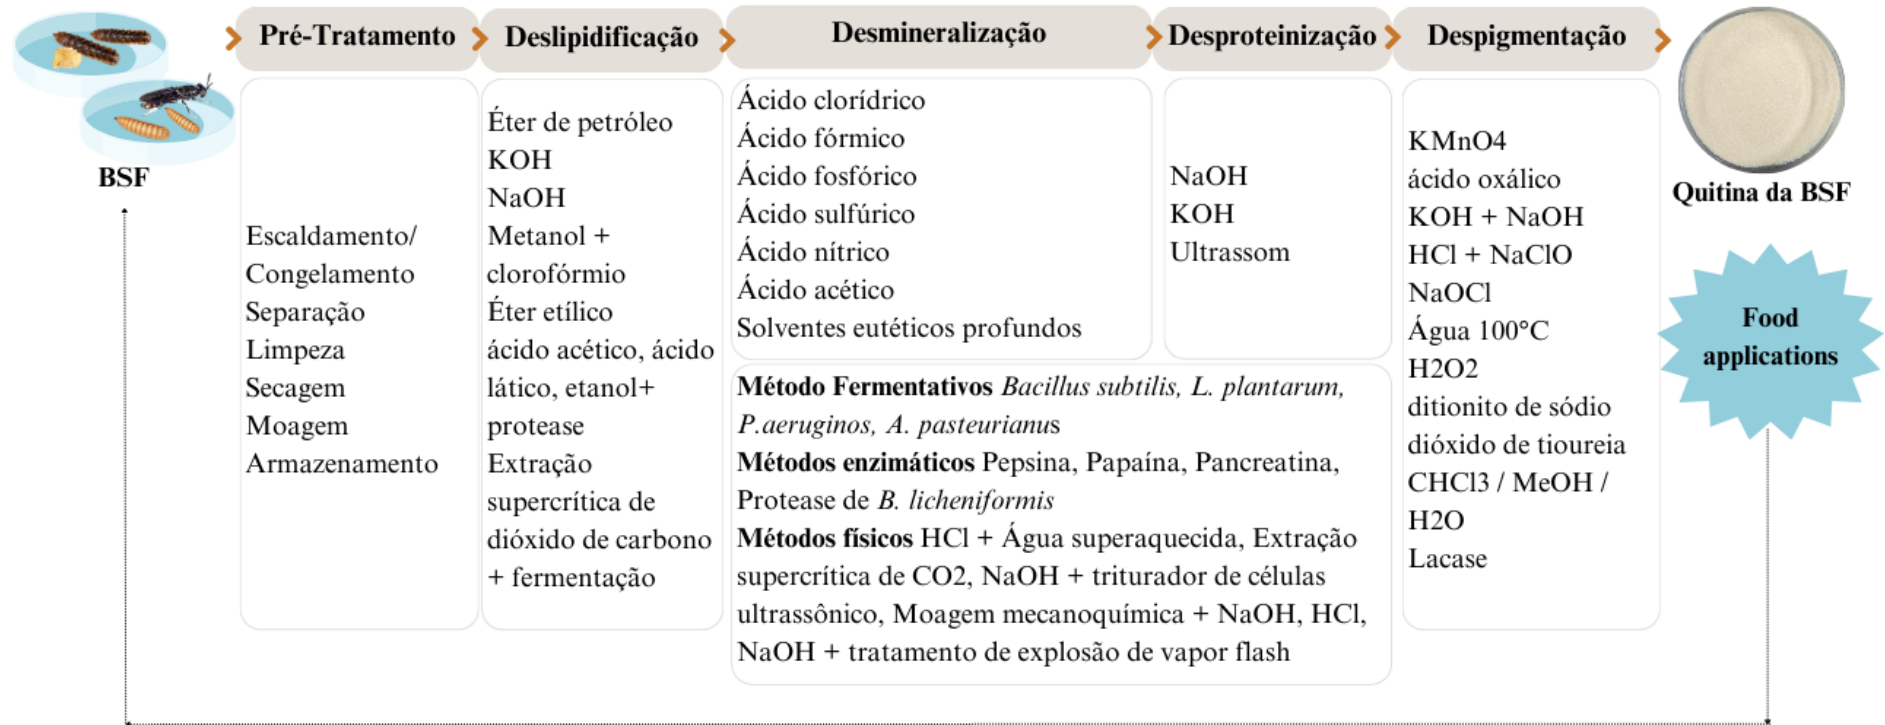 BSF
Pré-Tratamento
Escaldamento/
Congelamento
Separação
Limpeza
Secagem
Moagem
Armazenamento
Deslipidificação
Éter de petróleo
KOH
NaOH
Metanol +
clorofórmio
Éter etílico
ácido acético, ácido
lático, etanol+
protease
Extração
supercrítica de
dióxido de carbono
+ fermentação
Desmineralização
Ácido clorídrico
Ácido fórmico
Ácido fosfórico
Ácido sulfúrico
Ácido nítrico
Ácido acético
Solventes eutéticos profundos
Desproteinização
NaOH
KOH
Ultrassom
Método Fermentativos Bacillus subtilis, L. plantarum,
P.aeruginos, A. pasteurianus
Métodos enzimáticos Pepsina, Papaína, Pancreatina,
Protease de B. licheniformis
Métodos físicos HCl + Água superaquecida, Extração
supercrítica de CO2, NaOH + triturador de células
ultrassônico, Moagem mecanoquímica + NaOH, HCl,
NaOH + tratamento de explosão de vapor flash
Despigmentação
KMnO4
ácido oxálico
KOH + NaOH
HCl + NaClO
NaOCl
Água 100°C
H2O2
ditionito de sódio
dióxido de tioureia
CHCl3 / MeOH /
H2O
Lacase
Quitina da BSF
Food
applications